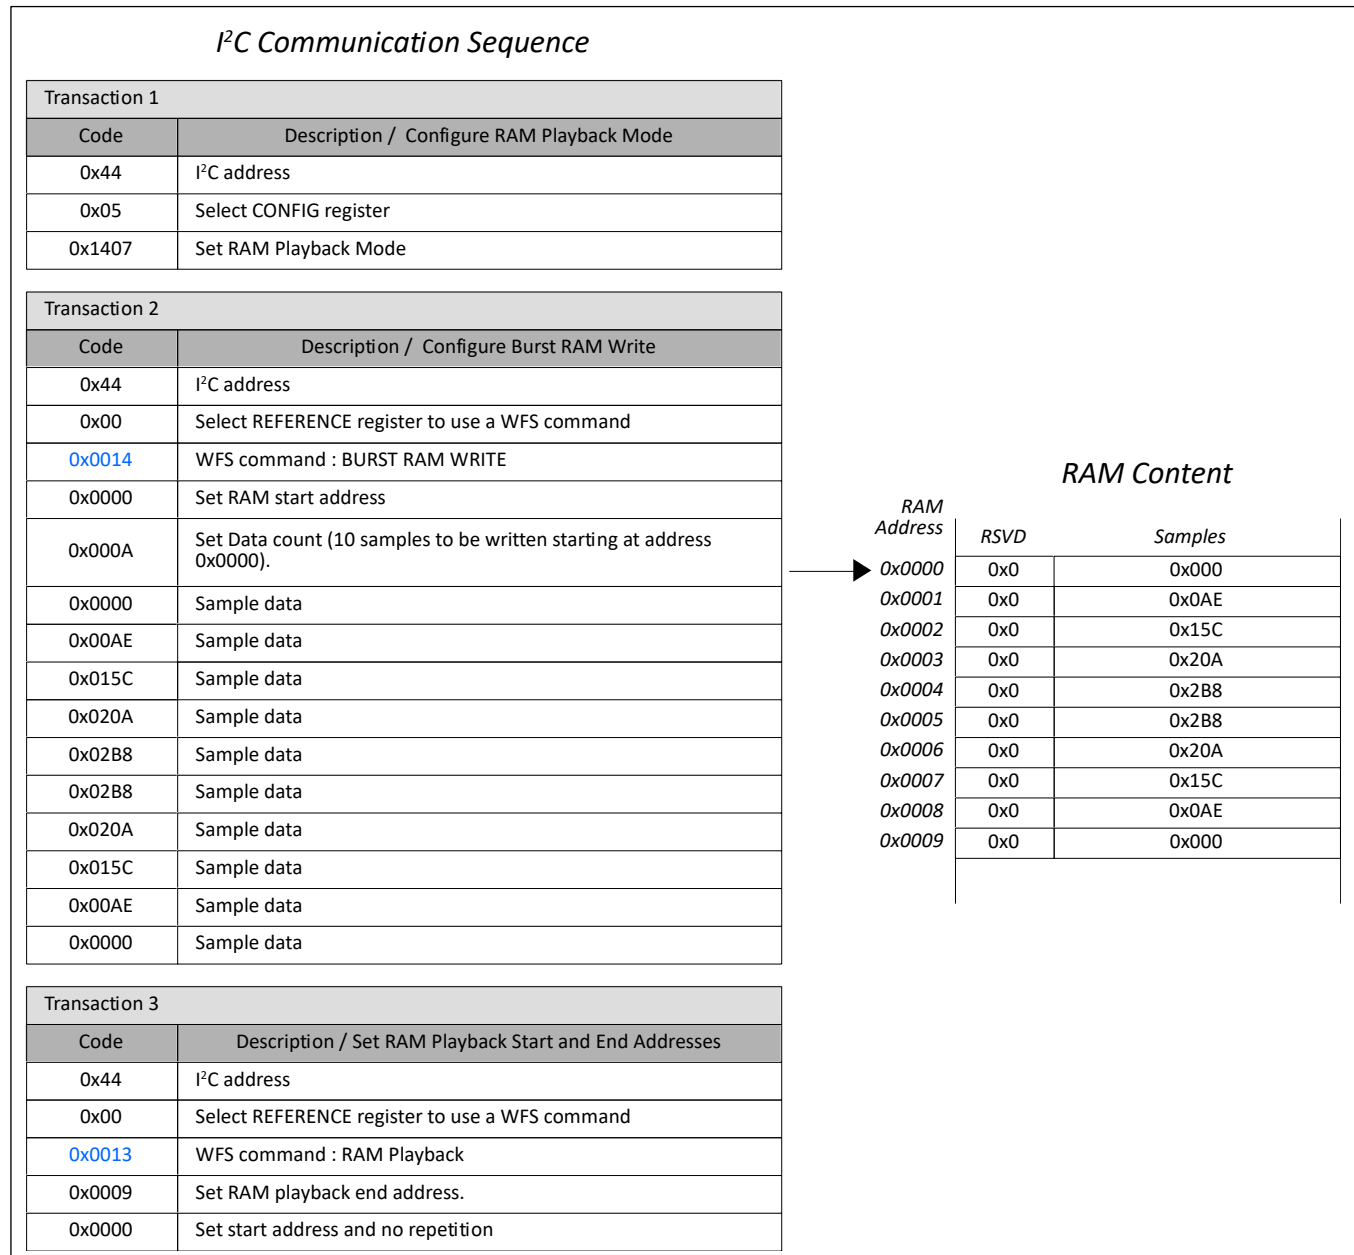 I²C Communication Sequence
Transaction 1
Code Description / Configure RAM Playback Mode
0x44 I²C address
0x05 Select CONFIG register
0x1407 Set RAM Playback Mode
Transaction 2
Code Description / Configure Burst RAM Write
0x44 I²C address
0x00 Select REFERENCE register to use a WFS command
0x0014 WFS command : BURST RAM WRITE
0x0000 Set RAM start address
0x000A Set Data count (10 samples to be written starting at address
0x0000).
0x0000 Sample data
0x00AE Sample data
0x015C Sample data
0x020A Sample data
0x02B8 Sample data
0x02B8 Sample data
0x020A Sample data
0x015C Sample data
0x00AE Sample data
0x0000 Sample data
Transaction 3
Code Description / Set RAM Playback Start and End Addresses
0x44 I²C address
0x00 Select REFERENCE register to use a WFS command
0x0013 WFS command : RAM Playback
0x0009 Set RAM playback end address.
0x0000 Set start address and no repetition
RAM Content
RAM
Address RSVD Samples
0x0000 0x0 0x000
0x0001 0x0 0x0AE
0x0002 0x0 0x15C
0x0003 0x0 0x20A
0x0004 0x0 0x2B8
0x0005 0x0 0x2B8
0x0006 0x0 0x20A
0x0007 0x0 0x15C
0x0008 0x0 0x0AE
0x0009 0x0 0x000